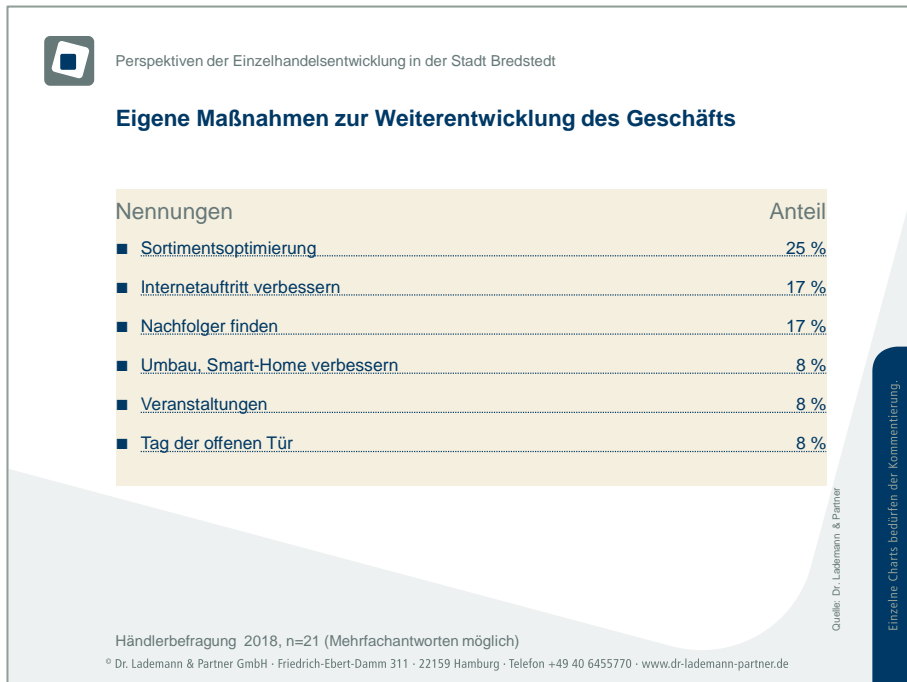 Perspektiven der Einzelhandelsentwicklung in der Stadt Bredstedt
Eigene Maßnahmen zur Weiterentwicklung des Geschäfts
Nennungen Anteil
■ Sortimentsoptimierung 25 %
■ Internetauftritt verbessern 17 %
■ Nachfolger finden 17 %
■ Umbau, Smart-Home verbessern 8 %
■ Veranstaltungen 8 %
■ Tag der offenen Tür 8 %
Quelle: Dr. Lademann & Partner
Einzelne Charts bedürfen der Kommentierung.
Händlerbefragung 2018, n=21 (Mehrfachantworten möglich)
© Dr. Lademann & Partner GmbH · Friedrich-Ebert-Damm 311 · 22159 Hamburg · Telefon +49 40 6455770 · www.dr-lademann-partner.de